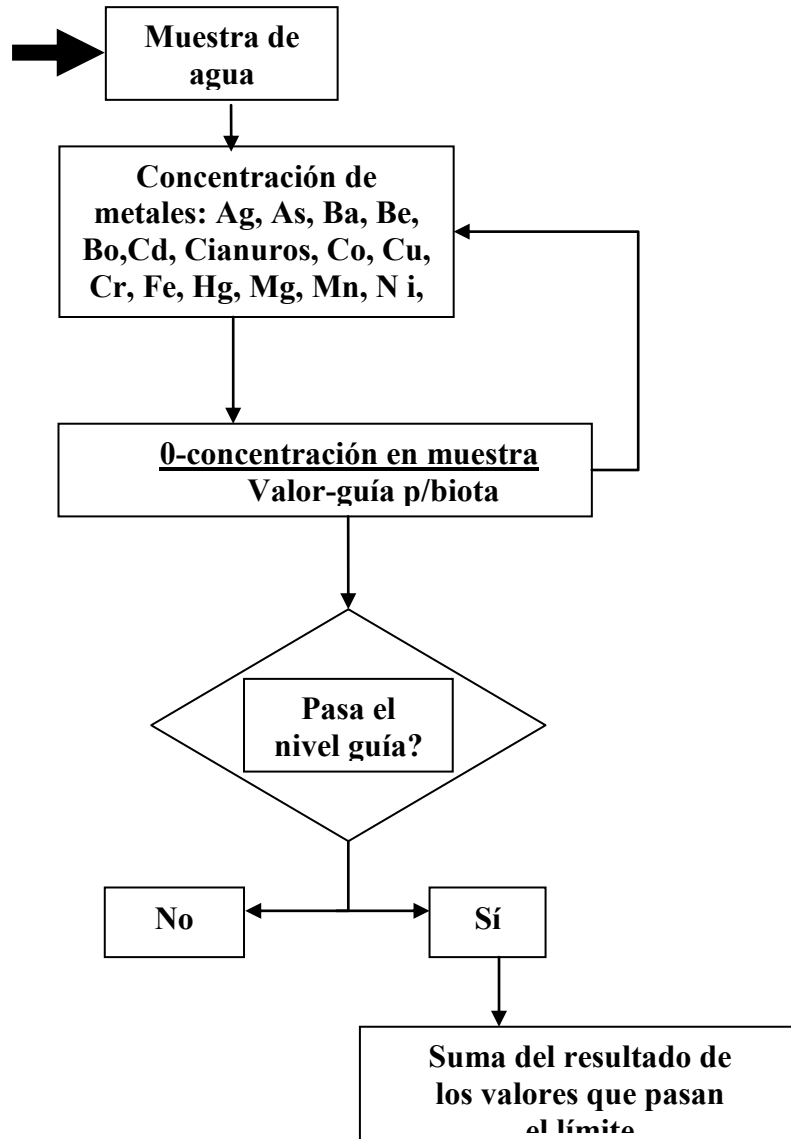 Muestra de
agua
Concentración de
metales: Ag, As, Ba, Be,
Bo,Cd, Cianuros, Co, Cu,
Cr, Fe, Hg, Mg, Mn, N i,
0-concentración en muestra
Valor-guía p/biota
Pasa el
nivel guía?
No
Sí
Suma del resultado de
los valores que pasan
el límite